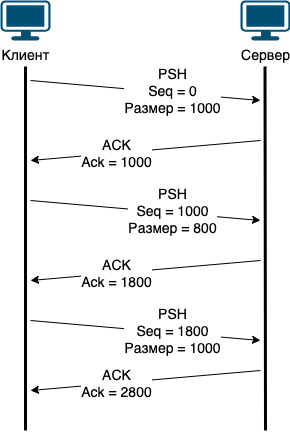 Клиент
Сервер
PSH
Seq = 0
Размер = 1000
ACK
Ack = 1000
PSH
Seq = 1000
Размер = 800
ACK
Ack = 1800
PSH
Seq = 1800
Размер = 1000
ACK
Ack = 2800